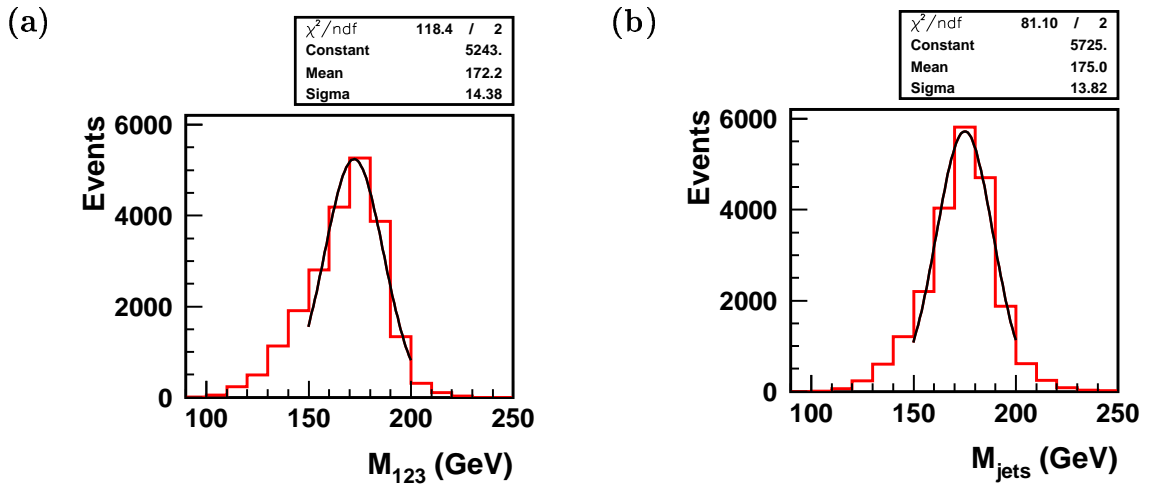 (a)
χ²/ndf 118.4 / 2
Constant 5243.
Mean 172.2
Sigma 14.38
Events
6000
4000
2000
0
100 150 200 250
M123 (GeV)
(b)
χ²/ndf 81.10 / 2
Constant 5725.
Mean 175.0
Sigma 13.82
Events
6000
4000
2000
0
100 150 200 250
Mjets (GeV)